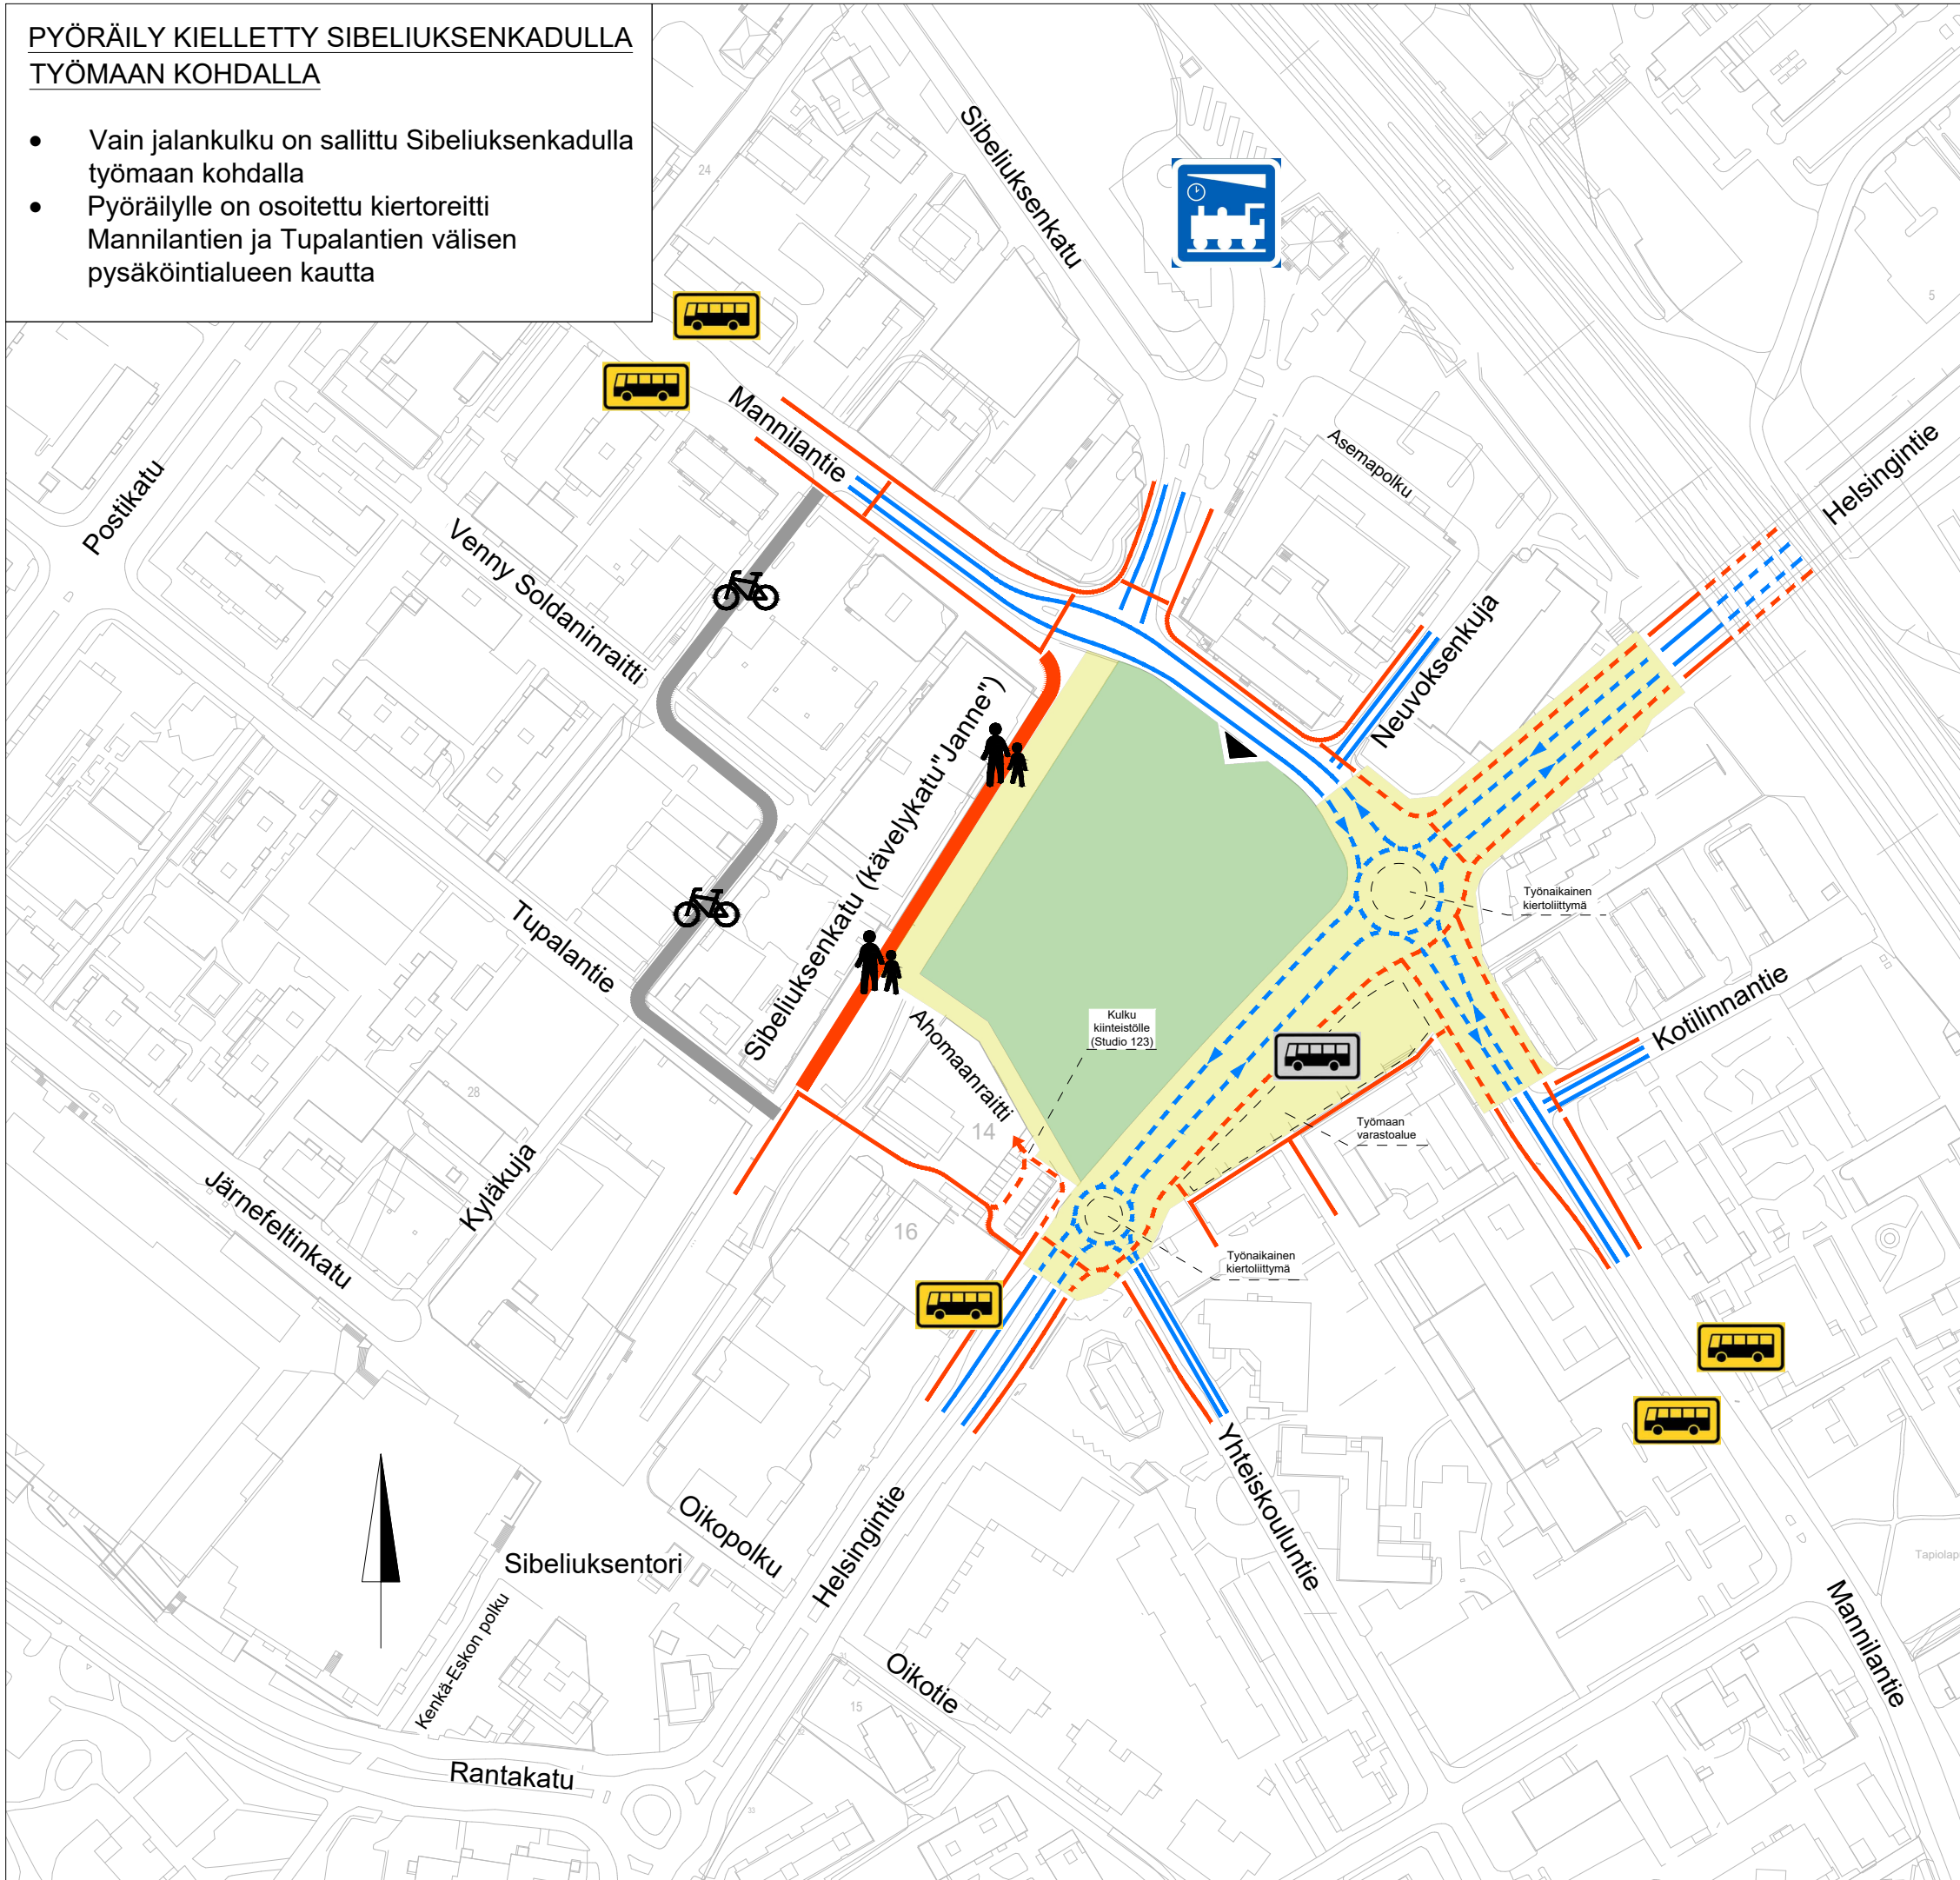 PYÖRÄILY KIELLETTY SIBELIUKSENKADULLA
TYÖMAAN KOHDALLA
• Vain jalankulku on sallittu Sibeliuksenkadulla
työmaan kohdalla
• Pyöräilylle on osoitettu kiertoreitti
Mannilantien ja Tupalantien välisen
pysäköintialueen kautta
24
Sibeliuksenkatu
5
Mannilantie
Asemapolku
Helsingintie
Postikatu
Venny Soldaninraitti
Neuvoksenkuja
Sibeliuksenkatu (kävelykatu"Janne")
Työnaikainen
kiertoliittymä
Tupalantie
Kotilinnantie
Kulku
kiinteistölle
(Studio 123)
Ahomaanraitti
14
28
Työmaan
varastoalue
Kyläkuja
Järnefeltinkatu
16
Työnaikainen
kiertoliittymä
Yhteiskouluntie
Oikopolku
Helsingintie
Sibeliuksentori
Tapiolap
Kenkä-Eskon polku
Mannilantie
Oikotie
15
Rantakatu